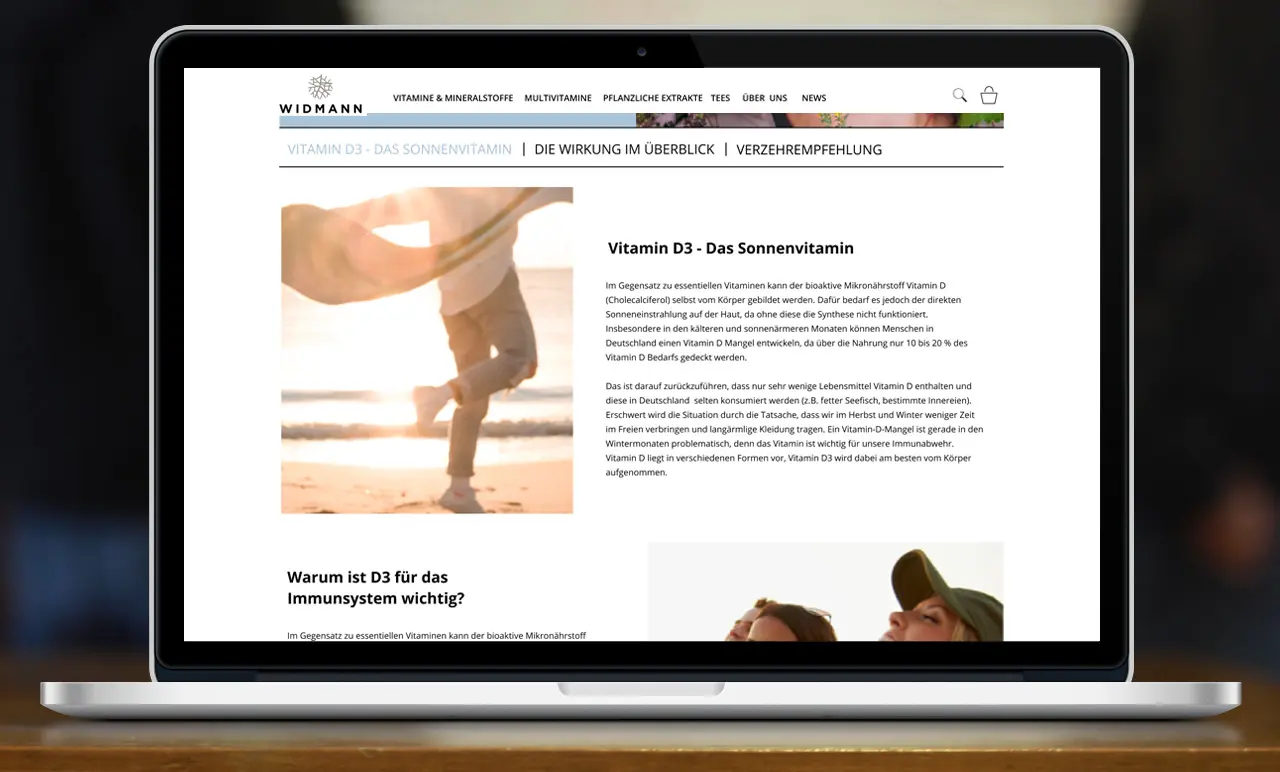 WIDMANN
VITAMINE & MINERALSTOFFE MULTIVITAMINE PFLANZLICHE EXTRAKTE TEES ÜBER UNS NEWS
VITAMIN D3 - DAS SONNENVITAMIN | DIE WIRKUNG IM ÜBERBLICK | VERZEHREMPFEHLUNG
Vitamin D3 - Das Sonnenvitamin
Im Gegensatz zu essentiellen Vitaminen kann der bioaktive Mikronährstoff Vitamin D
(Cholecalciferol) selbst vom Körper gebildet werden. Dafür bedarf es jedoch der direkten
Sonneneinstrahlung auf der Haut, da ohne diese die Synthese nicht funktioniert.
Insbesondere in den kälteren und sonnenärmeren Monaten können Menschen in
Deutschland einen Vitamin D Mangel entwickeln, da über die Nahrung nur 10 bis 20 % des
Vitamin D Bedarfs gedeckt werden.
Das ist darauf zurückzuführen, dass nur sehr wenige Lebensmittel Vitamin D enthalten und
diese in Deutschland selten konsumiert werden (z.B. fetter Seefisch, bestimmte Innereien).
Erschwert wird die Situation durch die Tatsache, dass wir im Herbst und Winter weniger Zeit
im Freien verbringen und langärmlige Kleidung tragen. Ein Vitamin-D-Mangel ist gerade in den
Wintermonaten problematisch, denn das Vitamin ist wichtig für unsere Immunabwehr.
Vitamin D liegt in verschiedenen Formen vor, Vitamin D3 wird dabei am besten vom Körper
aufgenommen.
Warum ist D3 für das
Immunsystem wichtig?
Im Gegensatz zu essentiellen Vitaminen kann der bioaktive Mikronährstoff